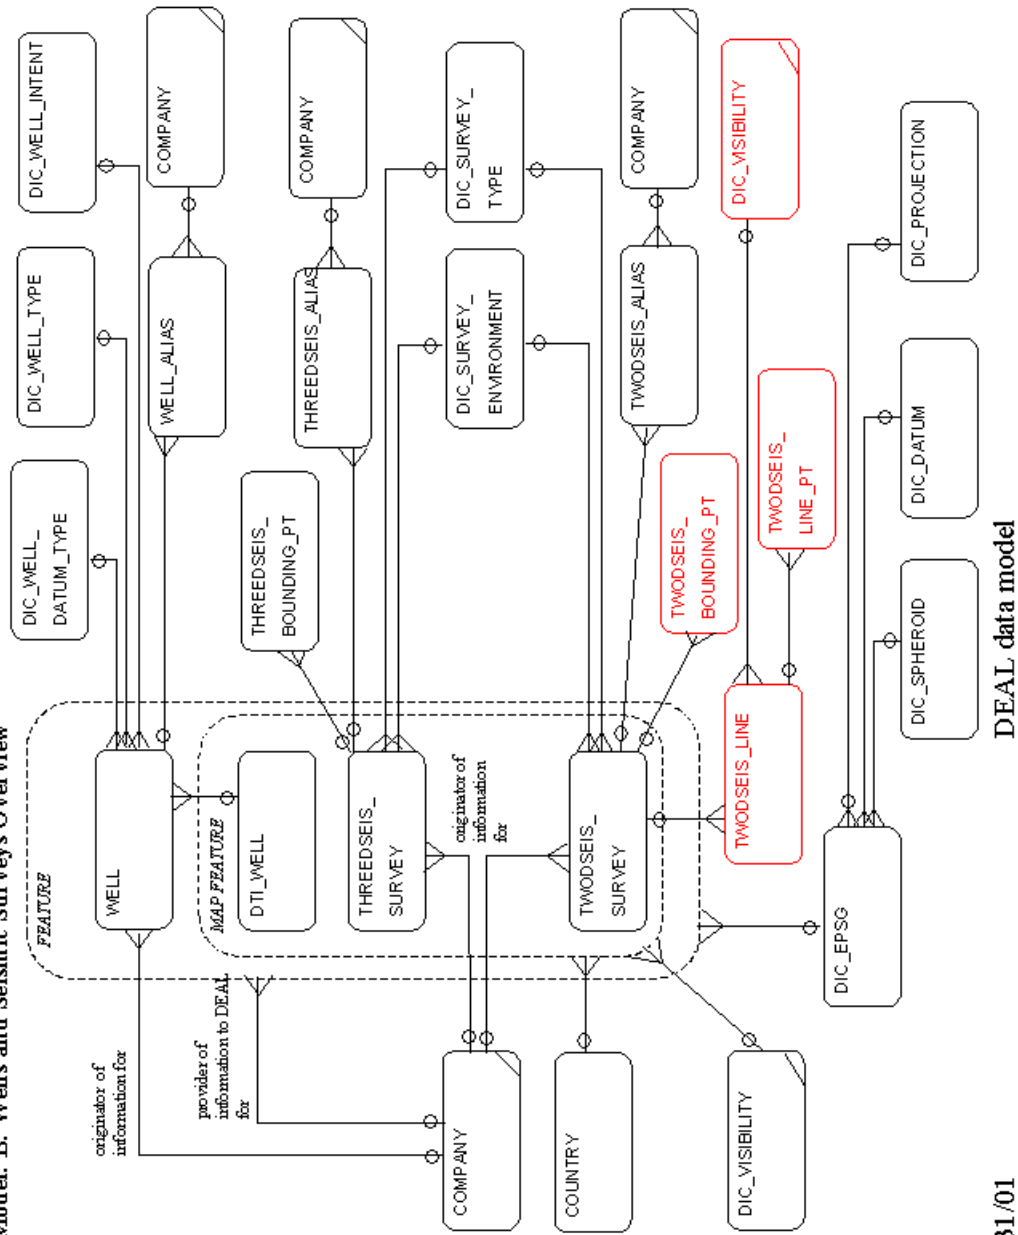 Model: B. Wells and Seismic Surveys Overview
originator of
information for
provider of
information to DEAL
for
COMPANY
COUNTRY
DIC_VISIBILITY
FEATURE
WELL
MAP FEATURE
DTI_WELL
THREEDSEIS_
SURVEY
originator of
information
for
TWODSEIS_
SURVEY
TWODSEIS_LINE
DIC_EPSG
DIC_WELL_
DATUM_TYPE
DIC_WELL_TYPE
DIC_WELL_INTENT
WELL_ALIAS
COMPANY
THREEDSEIS_
BOUNDING_PT
THREEDSEIS_ALIAS
COMPANY
DIC_SURVEY_
ENVIRONMENT
DIC_SURVEY_
TYPE
TWODSEIS_ALIAS
COMPANY
TWODSEIS_
BOUNDING_PT
DIC_VISIBILITY
TWODSEIS_
LINE_PT
DIC_SPHEROID
DIC_DATUM
DIC_PROJECTION
31/01
DEAL data model